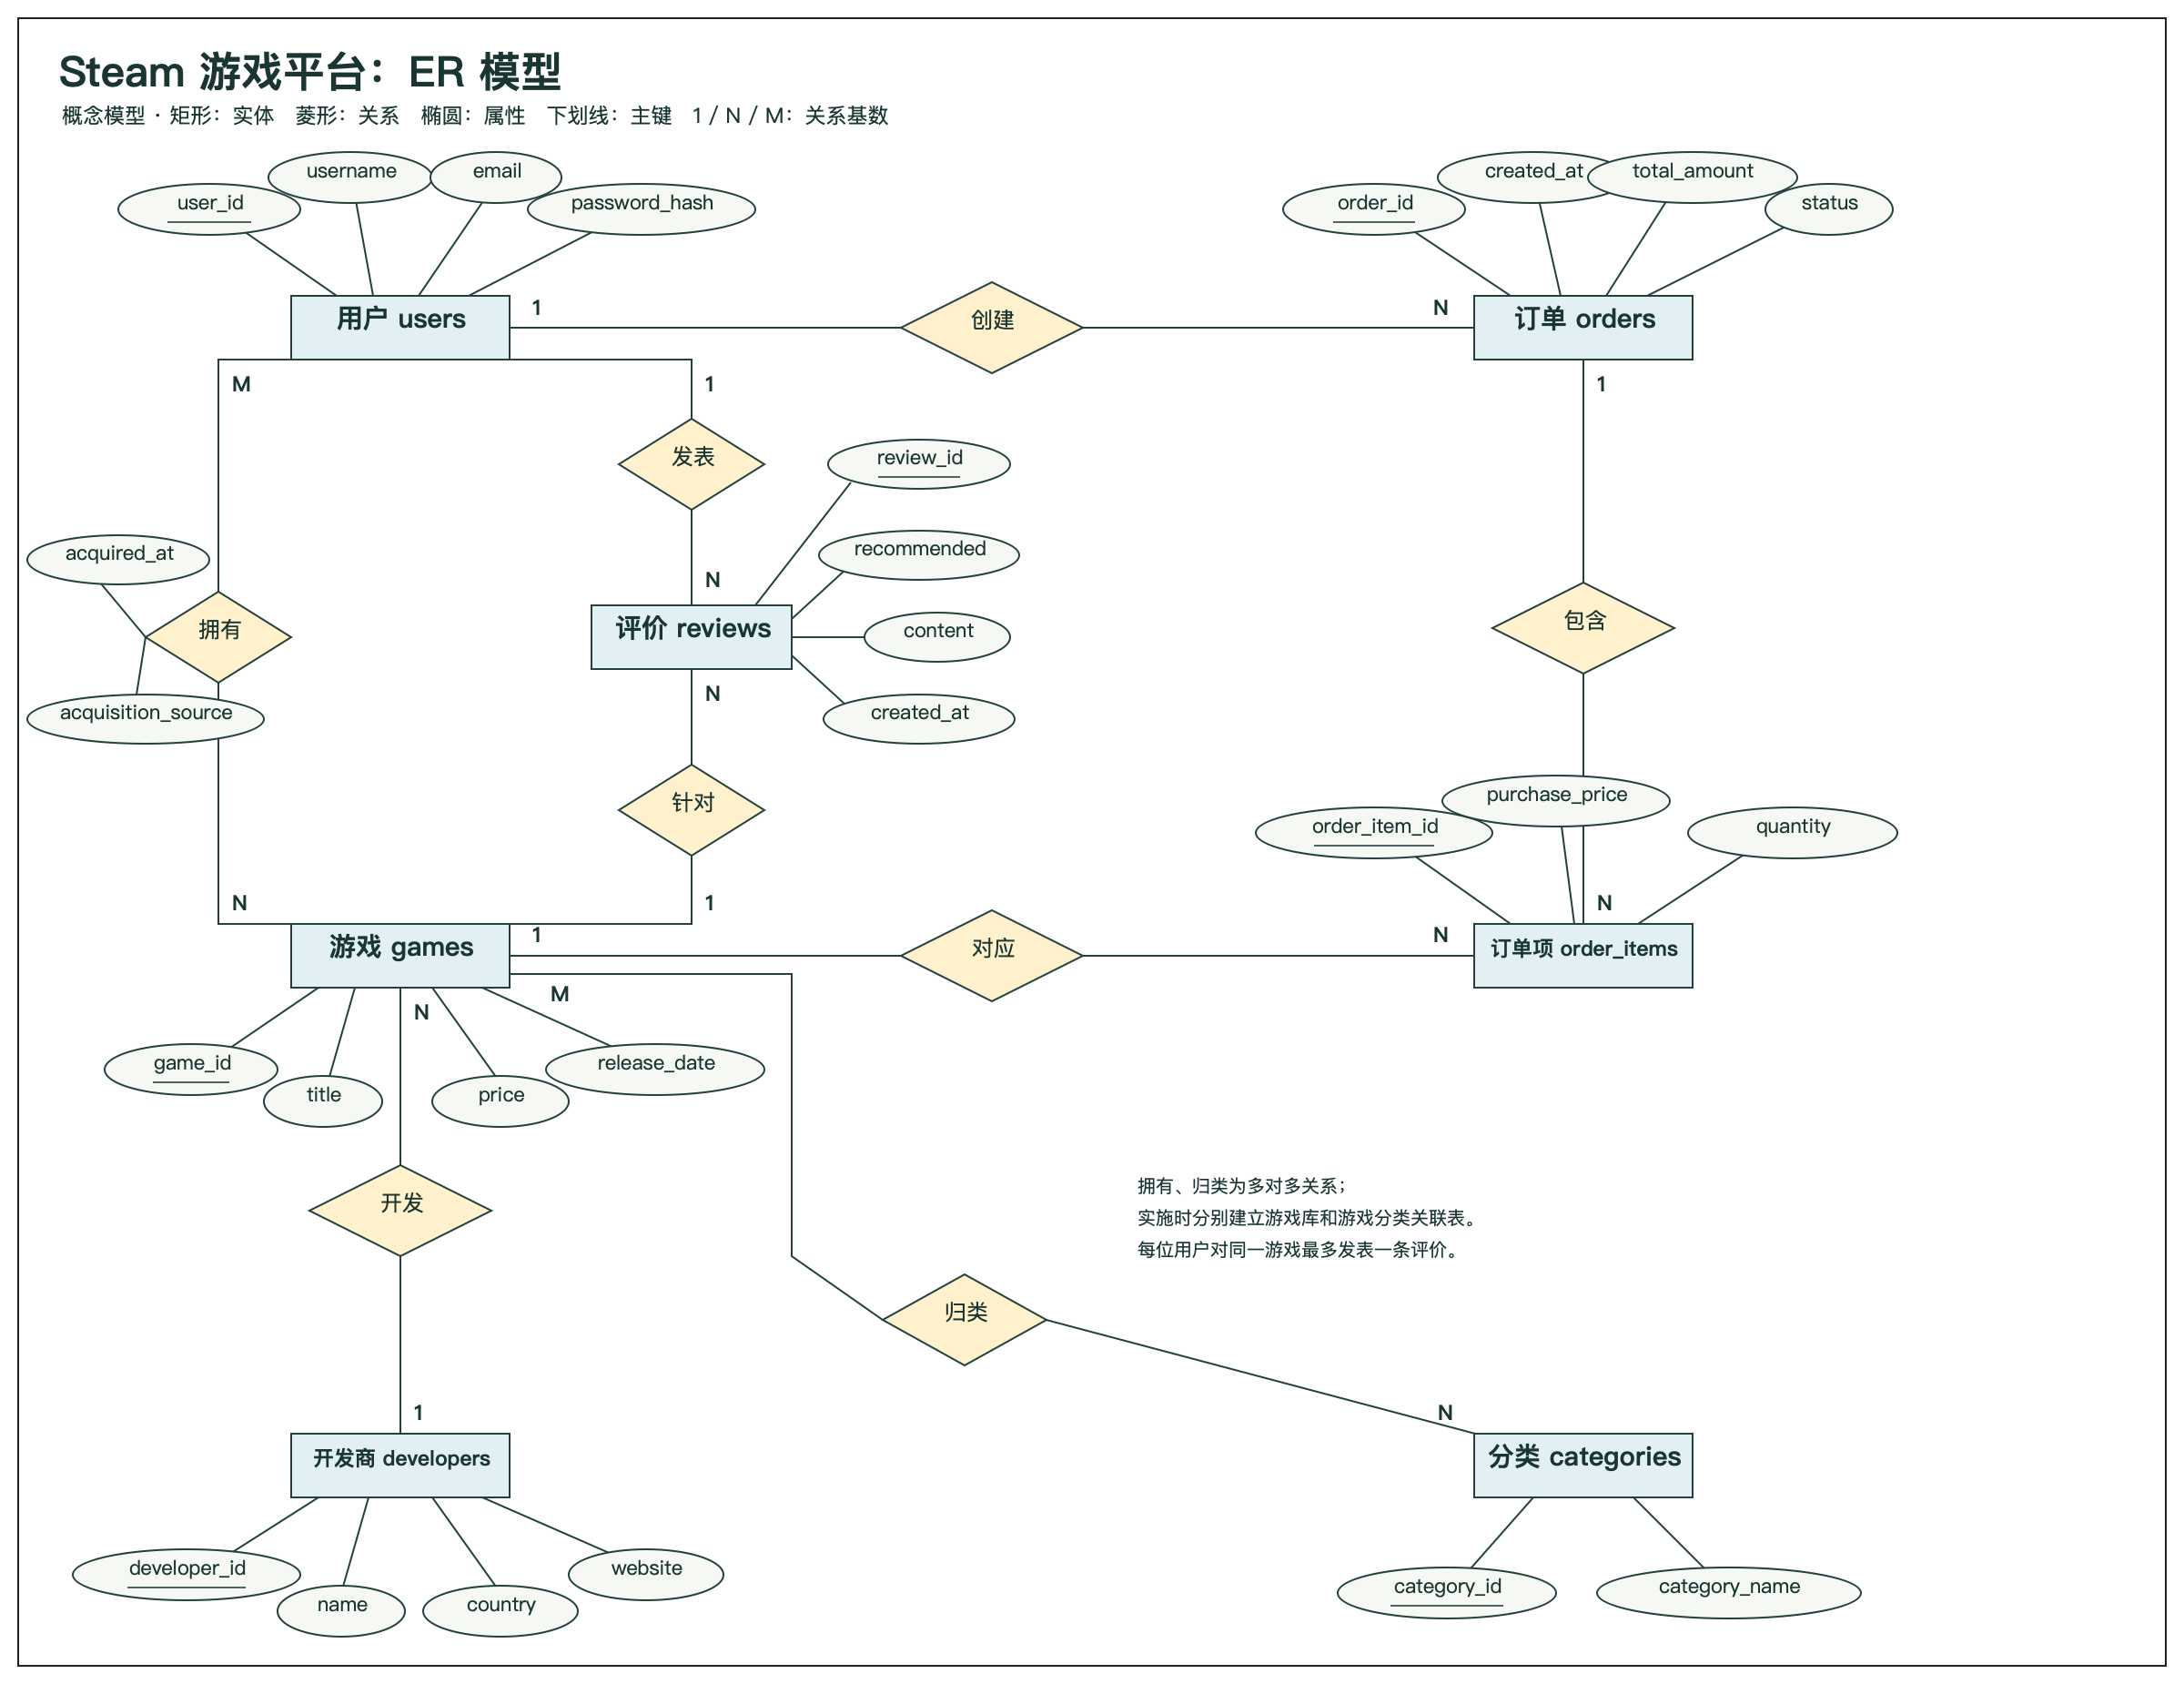 Steam 游戏平台：ER 模型
概念模型 · 矩形：实体 菱形：关系 椭圆：属性 下划线：主键 1 / N / M：关系基数
username
email
created_at
total_amount
user_id
password_hash
order_id
status
用户 users
1
创建
N
订单 orders
M
1
1
发表
review_id
acquired_at
recommended
N
拥有
评价 reviews
content
包含
N
acquisition_source
created_at
针对
purchase_price
order_item_id
quantity
N
1
N
游戏 games
1
对应
N
订单项 order_items
M
N
game_id
release_date
title
price
开发
拥有、归类为多对多关系；
实施时分别建立游戏库和游戏分类关联表。
每位用户对同一游戏最多发表一条评价。
归类
1
N
开发商 developers
分类 categories
developer_id
website
category_id
category_name
name
country